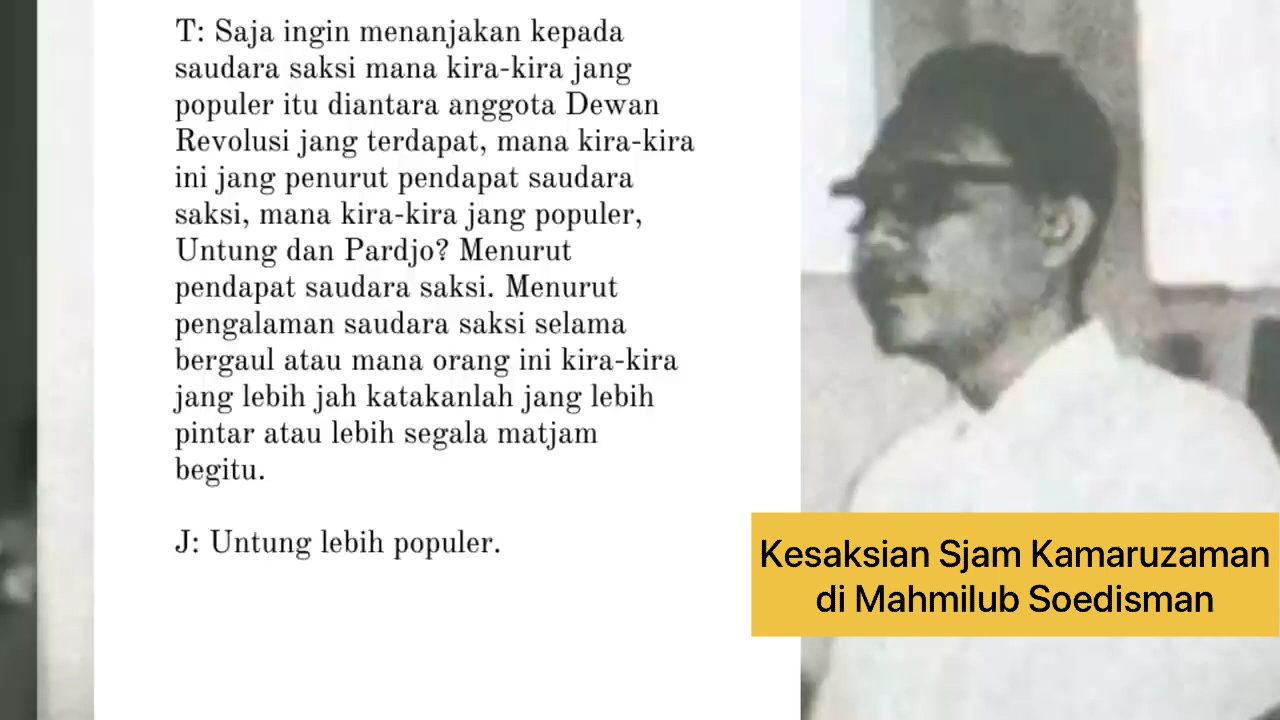 T: Saja ingin menanjakan kepada
saudara saksi mana kira-kira jang
populer itu diantara anggota Dewan
Revolusi jang terdapat, mana kira-kira
ini jang penurut pendapat saudara
saksi, mana kira-kira jang populer,
Untung dan Pardjo? Menurut
pendapat saudara saksi. Menurut
pengalaman saudara saksi selama
bergaul atau mana orang ini kira-kira
jang lebih jah katakanlah jang lebih
pintar atau lebih segala matjam
begitu.
J: Untung lebih populer.
Kesaksian Sjam Kamaruzaman
di Mahmilub Soedisman